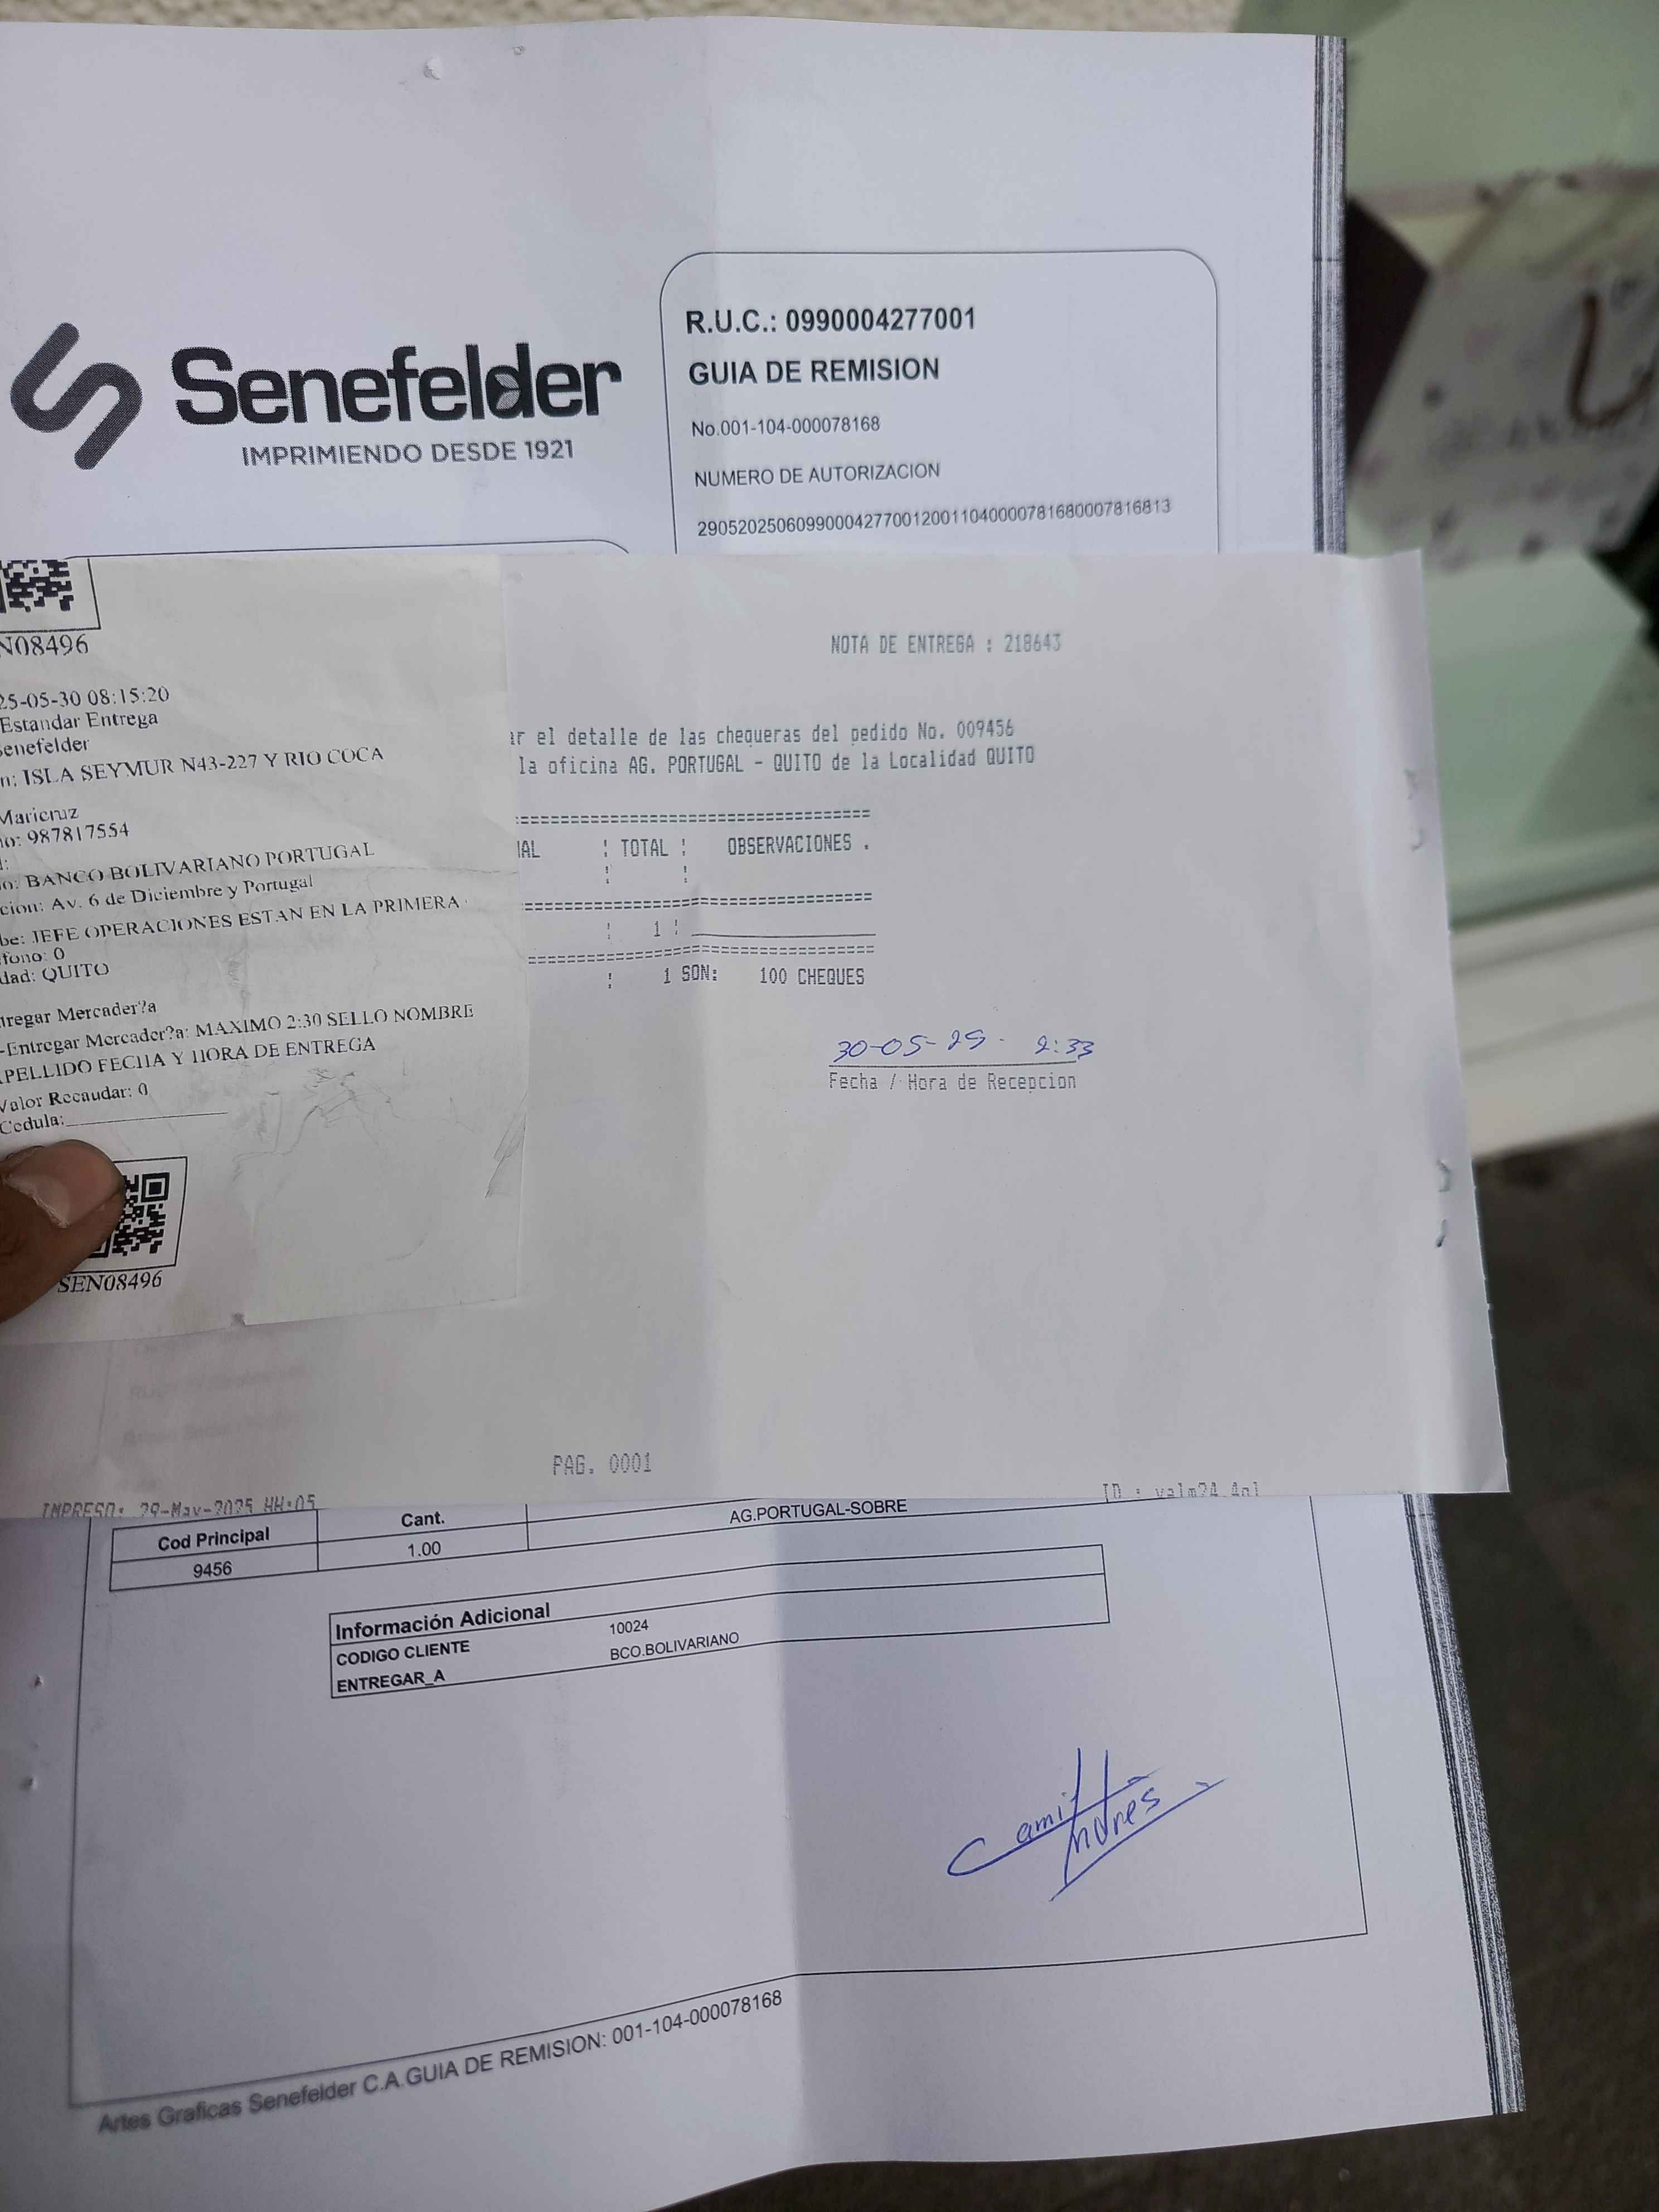 Senefelder
IMPRIMIENDO DESDE 1921
R.U.C.: 0990004277001
GUIA DE REMISION
No.001-104-000078168
NUMERO DE AUTORIZACION
2905202506099000427700120011040000781680007816813
N08496
25-05-30 08:15:20
Estandar Entrega
Senefelder
n: ISLA SEYMUR N43-227 Y RIO COCA
Maricruz
no: 987817554
d:
o: BANCO BOLIVARIANO PORTUGAL
cion: Av. 6 de Diciembre y Portugal
be: JEFE OPERACIONES ESTAN EN LA PRIMERA
fono: 0
dad: QUITO
tregar Mercader?a
-Entregar Mercader?a: MAXIMO 2:30 SELLO NOMBRE
APELLIDO FECHA Y HORA DE ENTREGA
Valor Recaudar: 0
Cedula:
SEN08496
NOTA DE ENTREGA : 218643
ar el detalle de las chequeras del pedido No. 009456
la oficina AG. PORTUGAL - QUITO de la Localidad QUITO
IAL ¦ TOTAL ¦ OBSERVACIONES .
¦ 1 ¦
¦ 1 SON: 100 CHEQUES
30-05-25 2:33
Fecha / Hora de Recepcion
PAG. 0001
IMPRESO: 29-May-2025 HH:05
Cod Principal Cant. AG.PORTUGAL-SOBRE
9456 1.00
Información Adicional
CODIGO CLIENTE 10024
ENTREGAR_A BCO.BOLIVARIANO
Artes Graficas Senefelder C.A.GUIA DE REMISION: 001-104-000078168